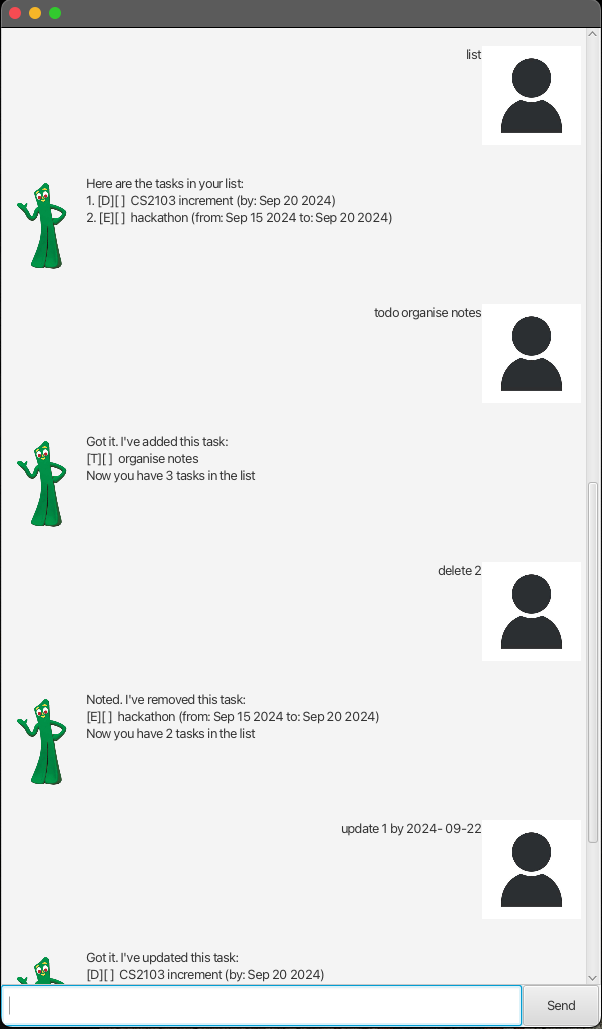 list
Here are the tasks in your list:
1. [D][ ] CS2103 increment (by: Sep 20 2024)
2. [E][ ] hackathon (from: Sep 15 2024 to: Sep 20 2024)
todo organise notes
Got it. I've added this task:
[T][ ] organise notes
Now you have 3 tasks in the list
delete 2
Noted. I've removed this task:
[E][ ] hackathon (from: Sep 15 2024 to: Sep 20 2024)
Now you have 2 tasks in the list
update 1 by 2024- 09-22
Got it. I've updated this task:
[D][ ] CS2103 increment (by: Sep 20 2024)
Send